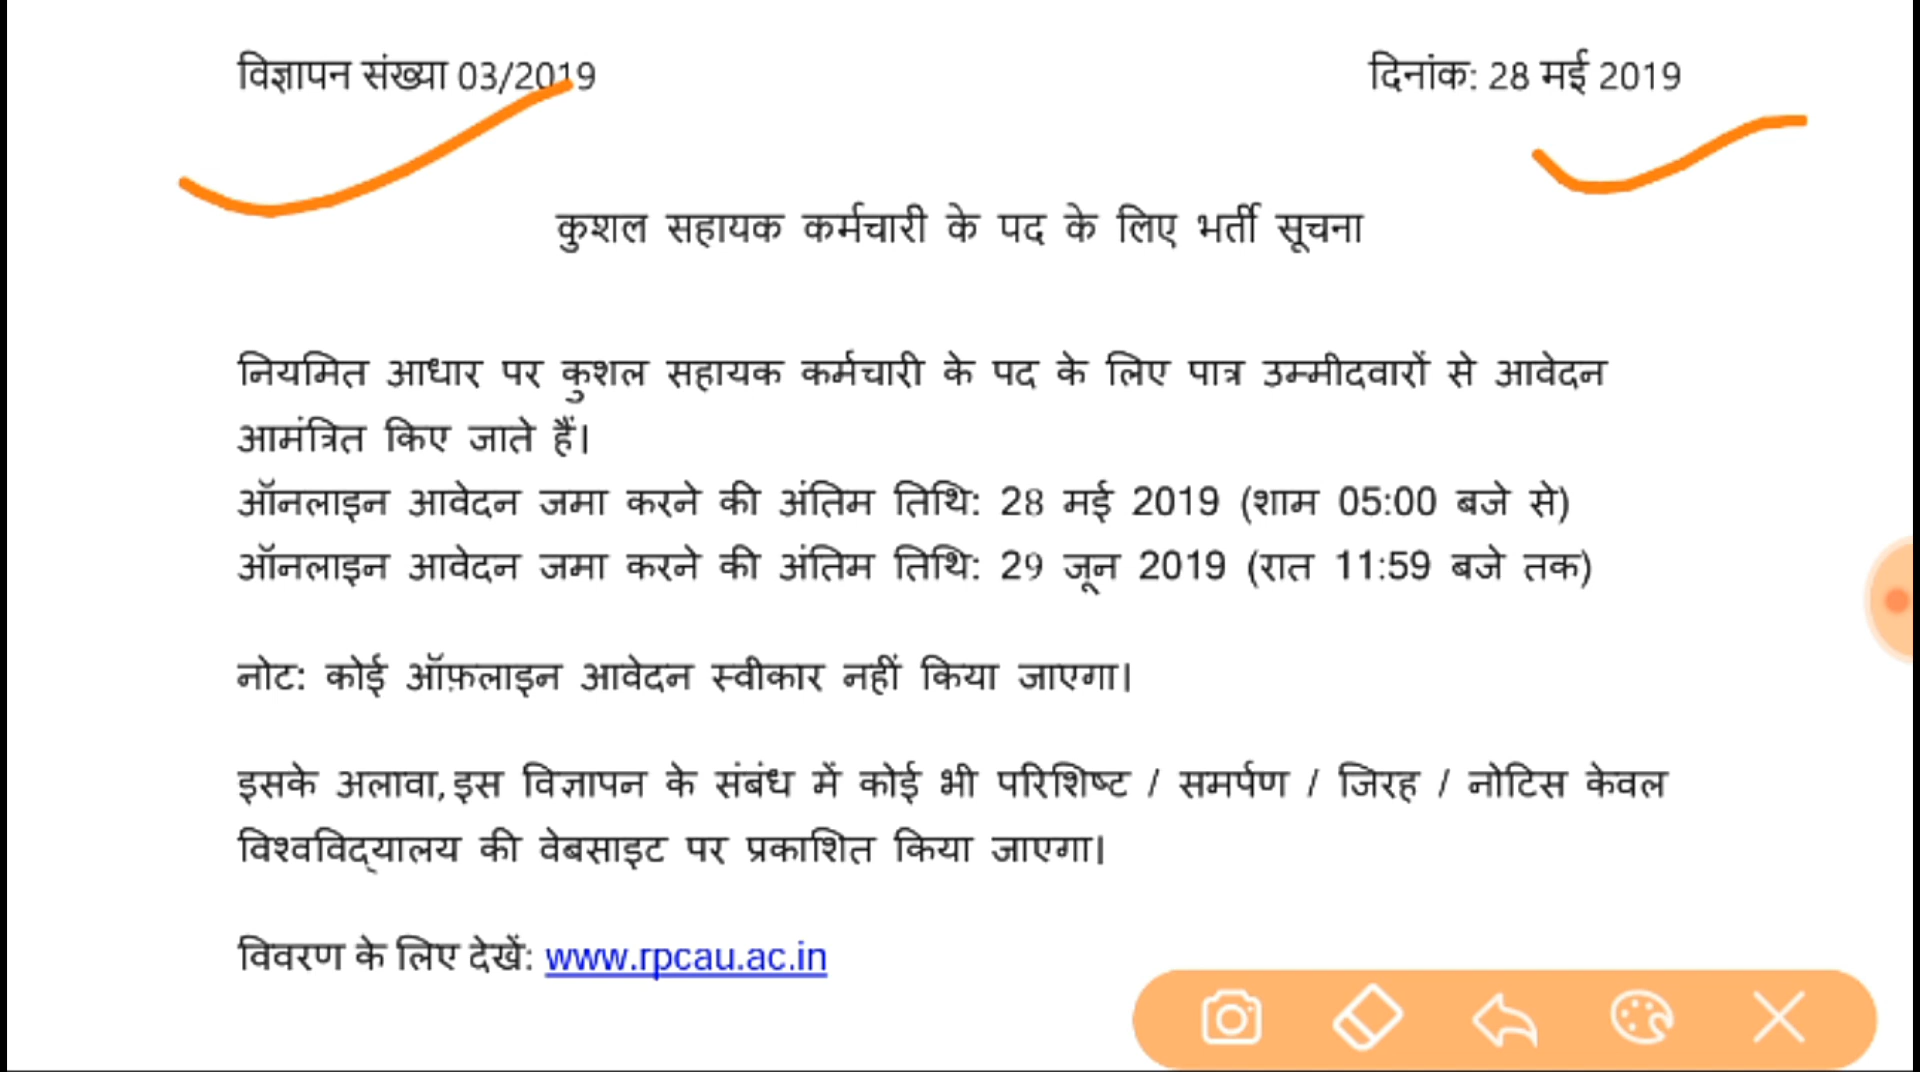 विज्ञापन संख्या 03/2019 दिनांक: 28 मई 2019
कुशल सहायक कर्मचारी के पद के लिए भर्ती सूचना
नियमित आधार पर कुशल सहायक कर्मचारी के पद के लिए पात्र उम्मीदवारों से आवेदन
आमंत्रित किए जाते हैं।
ऑनलाइन आवेदन जमा करने की अंतिम तिथि: 28 मई 2019 (शाम 05:00 बजे से)
ऑनलाइन आवेदन जमा करने की अंतिम तिथि: 29 जून 2019 (रात 11:59 बजे तक)
नोट: कोई ऑफ़लाइन आवेदन स्वीकार नहीं किया जाएगा।
इसके अलावा, इस विज्ञापन के संबंध में कोई भी परिशिष्ट / समर्पण / जिरह / नोटिस केवल
विश्वविद्यालय की वेबसाइट पर प्रकाशित किया जाएगा।
विवरण के लिए देखें: www.rpcau.ac.in